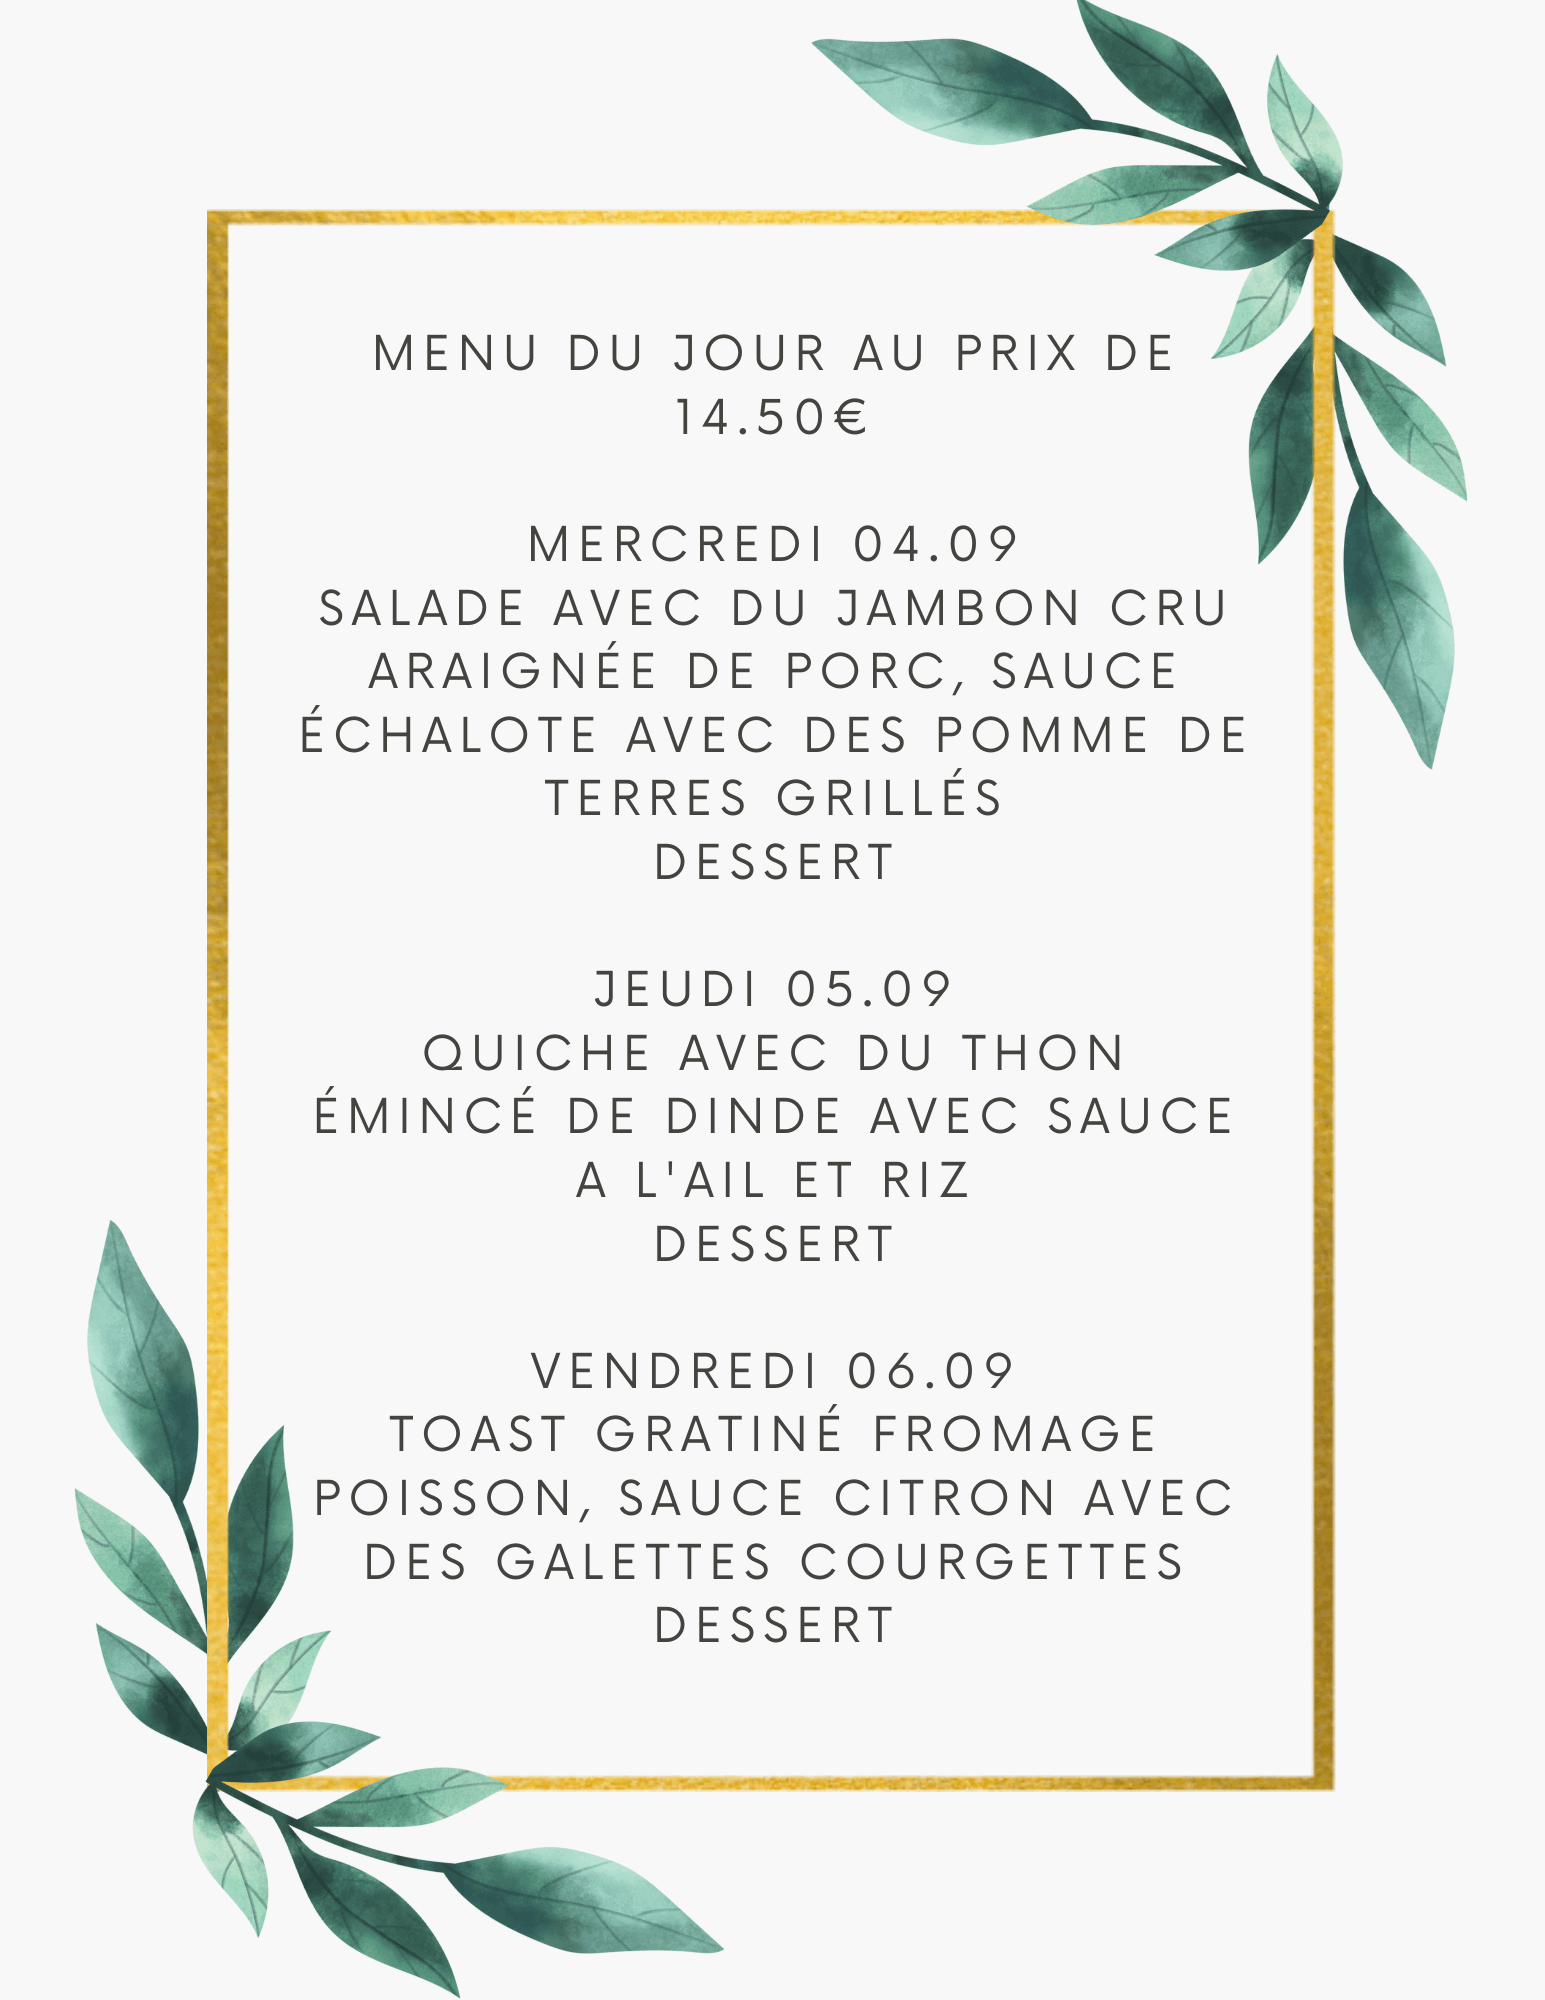 MENU DU JOUR AU PRIX DE
14.50€
MERCREDI 04.09
SALADE AVEC DU JAMBON CRU
ARAIGNÉE DE PORC, SAUCE
ÉCHALOTE AVEC DES POMME DE
TERRES GRILLÉS
DESSERT
JEUDI 05.09
QUICHE AVEC DU THON
ÉMINCÉ DE DINDE AVEC SAUCE
A L'AIL ET RIZ
DESSERT
VENDREDI 06.09
TOAST GRATINÉ FROMAGE
POISSON, SAUCE CITRON AVEC
DES GALETTES COURGETTES
DESSERT